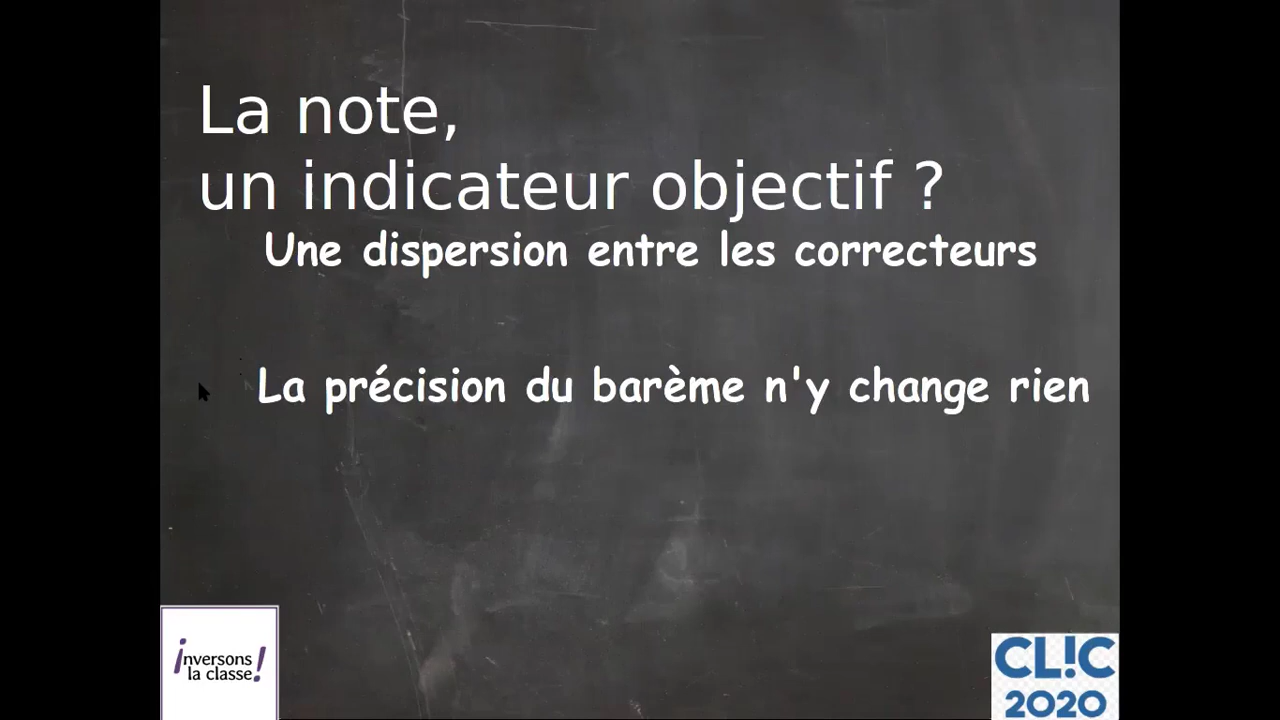 La note,
un indicateur objectif ?
Une dispersion entre les correcteurs
La précision du barème n'y change rien
¡nversons
la classe!
CL!C
2020